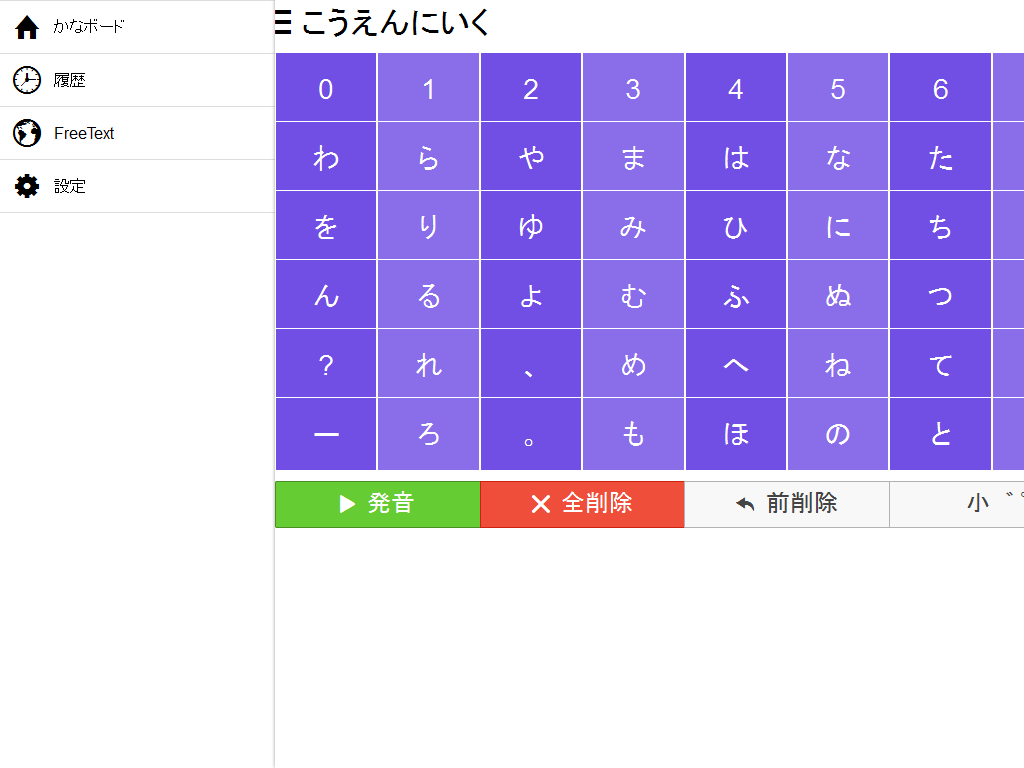 かなボード
履歴
FreeText
設定
こうえんにいく
0 1 2 3 4 5 6
わ ら や ま は な た
を り ゆ み ひ に ち
ん る よ む ふ ぬ つ
? れ 、 め へ ね て
ー ろ 。 も ほ の と
発音 全削除 前削除 小 ゛゜